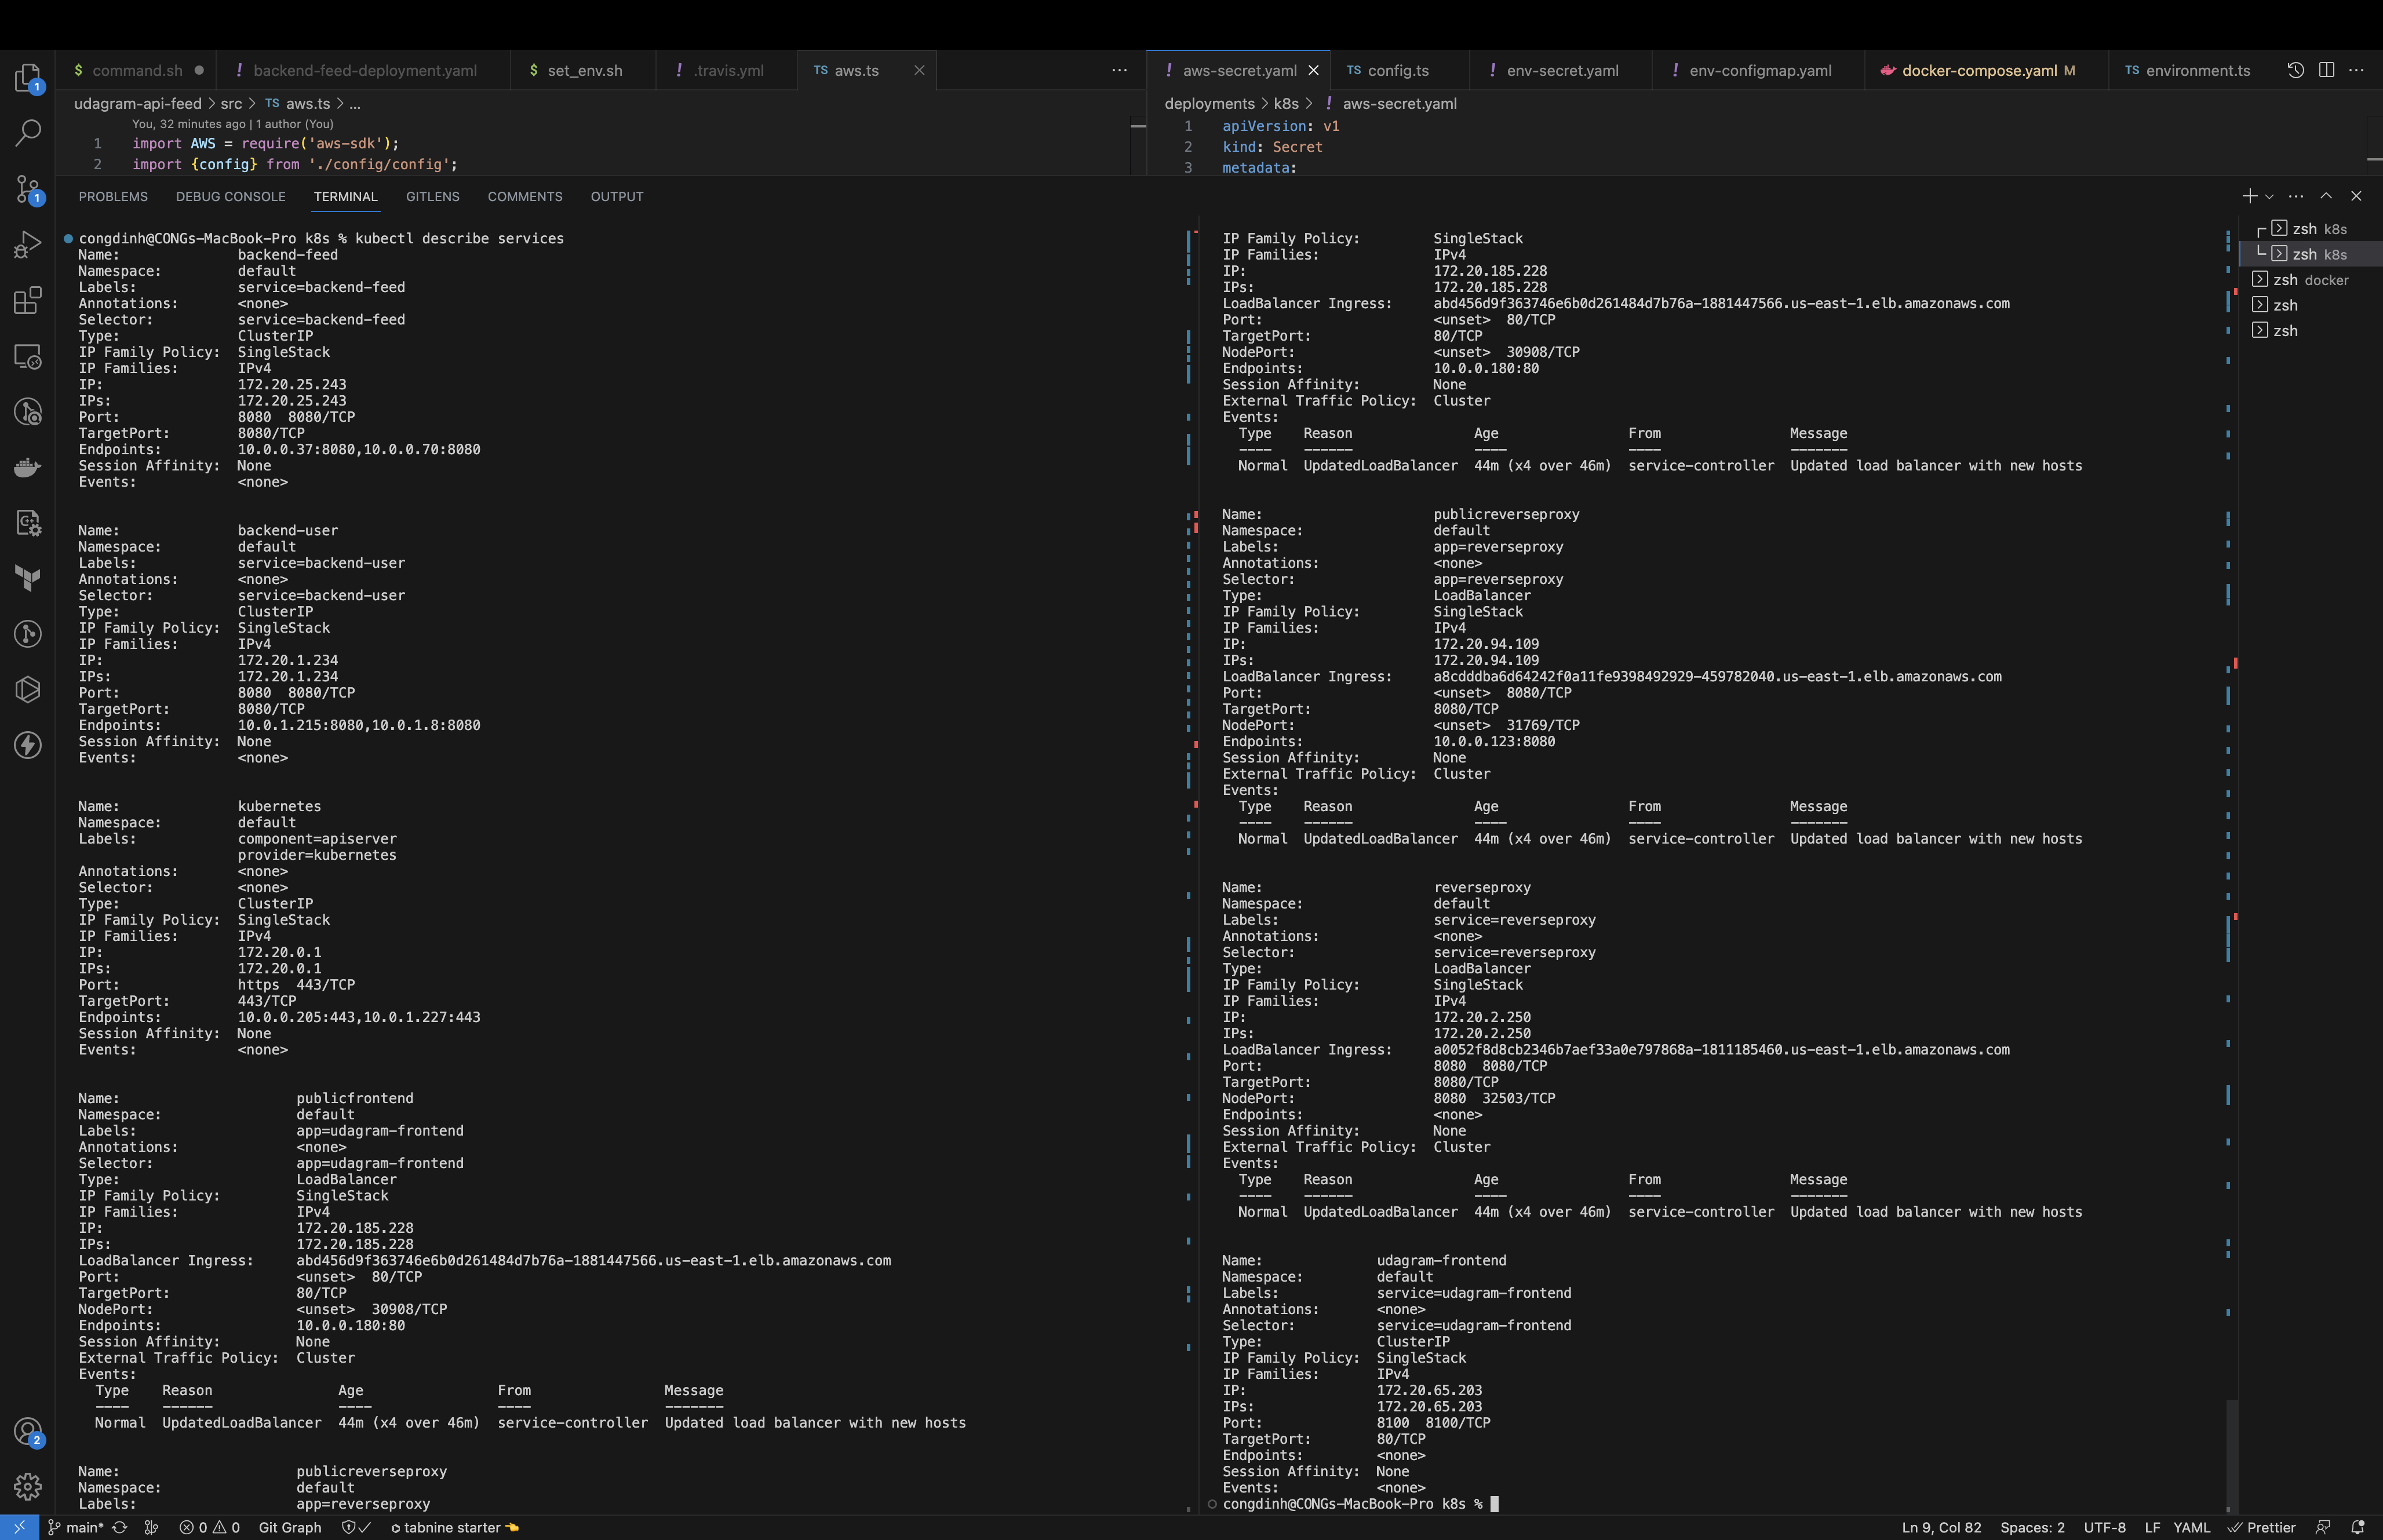 command.sh
backend-feed-deployment.yaml
set_env.sh
.travis.yml
TS aws.ts
aws-secret.yaml
TS config.ts
env-secret.yaml
env-configmap.yaml
docker-compose.yaml M
TS environment.ts
udagram-api-feed > src > TS aws.ts > ...
You, 32 minutes ago | 1 author (You)
1 import AWS = require('aws-sdk');
2 import {config} from './config/config';
deployments > k8s > ! aws-secret.yaml
1 apiVersion: v1
2 kind: Secret
3 metadata:
PROBLEMS DEBUG CONSOLE TERMINAL GITLENS COMMENTS OUTPUT
congdinh@CONGs-MacBook-Pro k8s % kubectl describe services
Name: backend-feed
Namespace: default
Labels: service=backend-feed
Annotations: <none>
Selector: service=backend-feed
Type: ClusterIP
IP Family Policy: SingleStack
IP Families: IPv4
IP: 172.20.25.243
IPs: 172.20.25.243
Port: 8080 8080/TCP
TargetPort: 8080/TCP
Endpoints: 10.0.0.37:8080,10.0.0.70:8080
Session Affinity: None
Events: <none>
Name: backend-user
Namespace: default
Labels: service=backend-user
Annotations: <none>
Selector: service=backend-user
Type: ClusterIP
IP Family Policy: SingleStack
IP Families: IPv4
IP: 172.20.1.234
IPs: 172.20.1.234
Port: 8080 8080/TCP
TargetPort: 8080/TCP
Endpoints: 10.0.1.215:8080,10.0.1.8:8080
Session Affinity: None
Events: <none>
Name: kubernetes
Namespace: default
Labels: component=apiserver
provider=kubernetes
Annotations: <none>
Selector: <none>
Type: ClusterIP
IP Family Policy: SingleStack
IP Families: IPv4
IP: 172.20.0.1
IPs: 172.20.0.1
Port: https 443/TCP
TargetPort: 443/TCP
Endpoints: 10.0.0.205:443,10.0.1.227:443
Session Affinity: None
Events: <none>
Name: publicfrontend
Namespace: default
Labels: app=udagram-frontend
Annotations: <none>
Selector: app=udagram-frontend
Type: LoadBalancer
IP Family Policy: SingleStack
IP Families: IPv4
IP: 172.20.185.228
IPs: 172.20.185.228
LoadBalancer Ingress: abd456d9f363746e6b0d261484d7b76a-1881447566.us-east-1.elb.amazonaws.com
Port: <unset> 80/TCP
TargetPort: 80/TCP
NodePort: <unset> 30908/TCP
Endpoints: 10.0.0.180:80
Session Affinity: None
External Traffic Policy: Cluster
Events:
Type Reason Age From Message
---- ------ ---- ---- -------
Normal UpdatedLoadBalancer 44m (x4 over 46m) service-controller Updated load balancer with new hosts
Name: publicreverseproxy
Namespace: default
Labels: app=reverseproxy
IP Family Policy: SingleStack
IP Families: IPv4
IP: 172.20.185.228
IPs: 172.20.185.228
LoadBalancer Ingress: abd456d9f363746e6b0d261484d7b76a-1881447566.us-east-1.elb.amazonaws.com
Port: <unset> 80/TCP
TargetPort: 80/TCP
NodePort: <unset> 30908/TCP
Endpoints: 10.0.0.180:80
Session Affinity: None
External Traffic Policy: Cluster
Events:
Type Reason Age From Message
---- ------ ---- ---- -------
Normal UpdatedLoadBalancer 44m (x4 over 46m) service-controller Updated load balancer with new hosts
Name: publicreverseproxy
Namespace: default
Labels: app=reverseproxy
Annotations: <none>
Selector: app=reverseproxy
Type: LoadBalancer
IP Family Policy: SingleStack
IP Families: IPv4
IP: 172.20.94.109
IPs: 172.20.94.109
LoadBalancer Ingress: a8cdddba6d64242f0a11fe9398492929-459782040.us-east-1.elb.amazonaws.com
Port: <unset> 8080/TCP
TargetPort: 8080/TCP
NodePort: <unset> 31769/TCP
Endpoints: 10.0.0.123:8080
Session Affinity: None
External Traffic Policy: Cluster
Events:
Type Reason Age From Message
---- ------ ---- ---- -------
Normal UpdatedLoadBalancer 44m (x4 over 46m) service-controller Updated load balancer with new hosts
Name: reverseproxy
Namespace: default
Labels: service=reverseproxy
Annotations: <none>
Selector: service=reverseproxy
Type: LoadBalancer
IP Family Policy: SingleStack
IP Families: IPv4
IP: 172.20.2.250
IPs: 172.20.2.250
LoadBalancer Ingress: a0052f8d8cb2346b7aef33a0e797868a-1811185460.us-east-1.elb.amazonaws.com
Port: 8080 8080/TCP
TargetPort: 8080/TCP
NodePort: 8080 32503/TCP
Endpoints: <none>
Session Affinity: None
External Traffic Policy: Cluster
Events:
Type Reason Age From Message
---- ------ ---- ---- -------
Normal UpdatedLoadBalancer 44m (x4 over 46m) service-controller Updated load balancer with new hosts
Name: udagram-frontend
Namespace: default
Labels: service=udagram-frontend
Annotations: <none>
Selector: service=udagram-frontend
Type: ClusterIP
IP Family Policy: SingleStack
IP Families: IPv4
IP: 172.20.65.203
IPs: 172.20.65.203
Port: 8100 8100/TCP
TargetPort: 80/TCP
Endpoints: <none>
Session Affinity: None
Events: <none>
congdinh@CONGs-MacBook-Pro k8s %
zsh k8s
zsh k8s
zsh docker
zsh
zsh
1
1
2
main* 0 0 Git Graph tabnine starter
Ln 9, Col 82 Spaces: 2 UTF-8 LF YAML Prettier